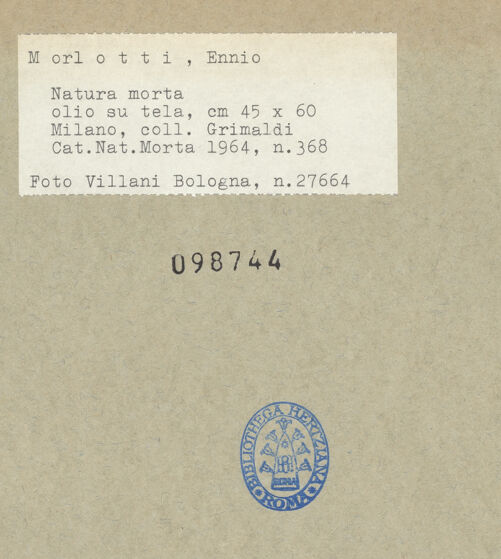 M orl o t t i , Ennio
Natura morta
olio su tela, cm 45 x 60
Milano, coll. Grimaldi
Cat.Nat.Morta 1964, n.368
Foto Villani Bologna, n.27664
098744
BIBLIOTHECA HERTZIANA
ROMA